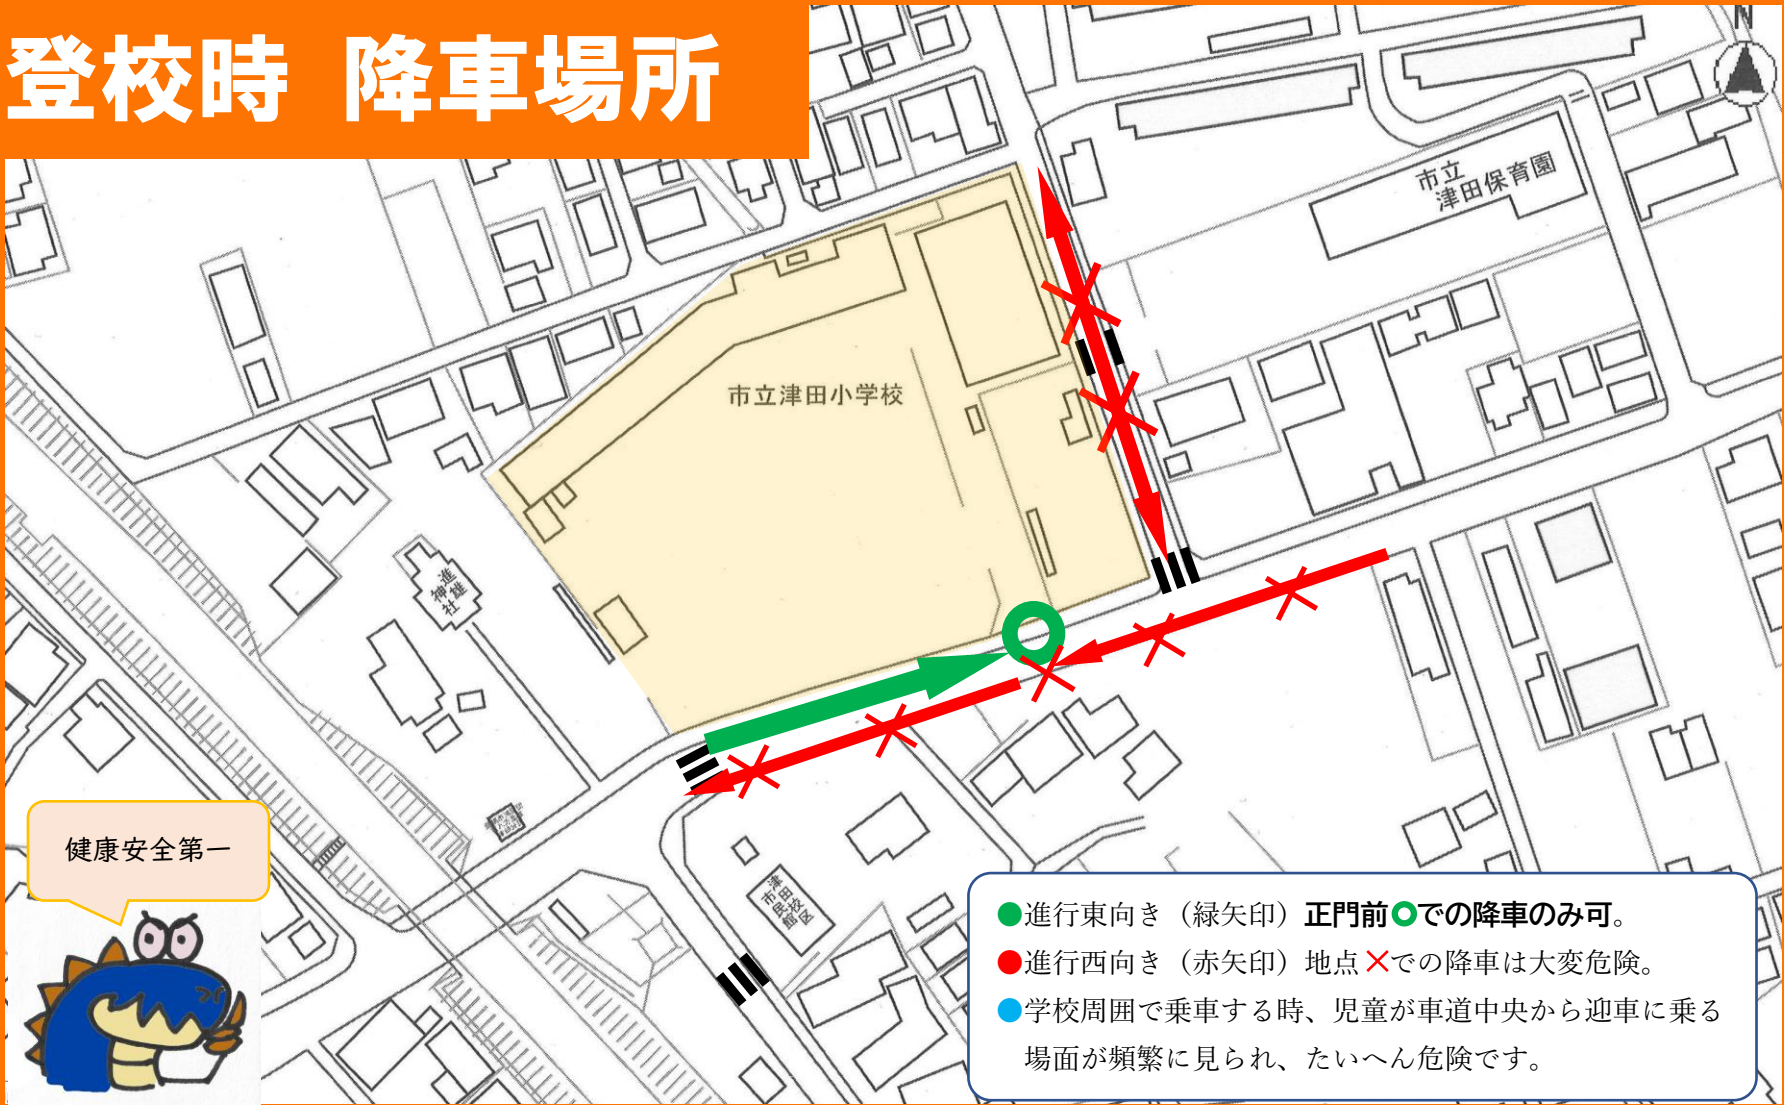 登校時 降車場所
N
市立
津田保育園
市立津田小学校
進雄
神社
健康安全第一
津田校区
市民館
●進行東向き（緑矢印）正門前○での降車のみ可。
●進行西向き（赤矢印）地点×での降車は大変危険。
●学校周囲で乗車する時、児童が車道中央から迎車に乗る
場面が頻繁に見られ、たいへん危険です。